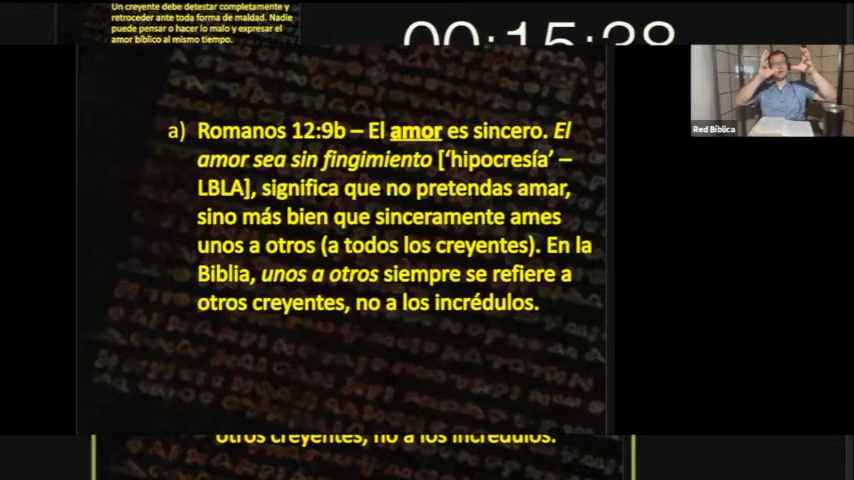 Un creyente debe detestar completamente y
retroceder ante toda forma de maldad. Nadie
puede pensar o hacer lo malo y expresar el
amor bíblico al mismo tiempo.
00:15:28
Red Bíblica
a) Romanos 12:9b – El amor es sincero. El
amor sea sin fingimiento [‘hipocresía’ –
LBLA], significa que no pretendas amar,
sino más bien que sinceramente ames
unos a otros (a todos los creyentes). En la
Biblia, unos a otros siempre se refiere a
otros creyentes, no a los incrédulos.
otros creyentes, no a los incrédulos.